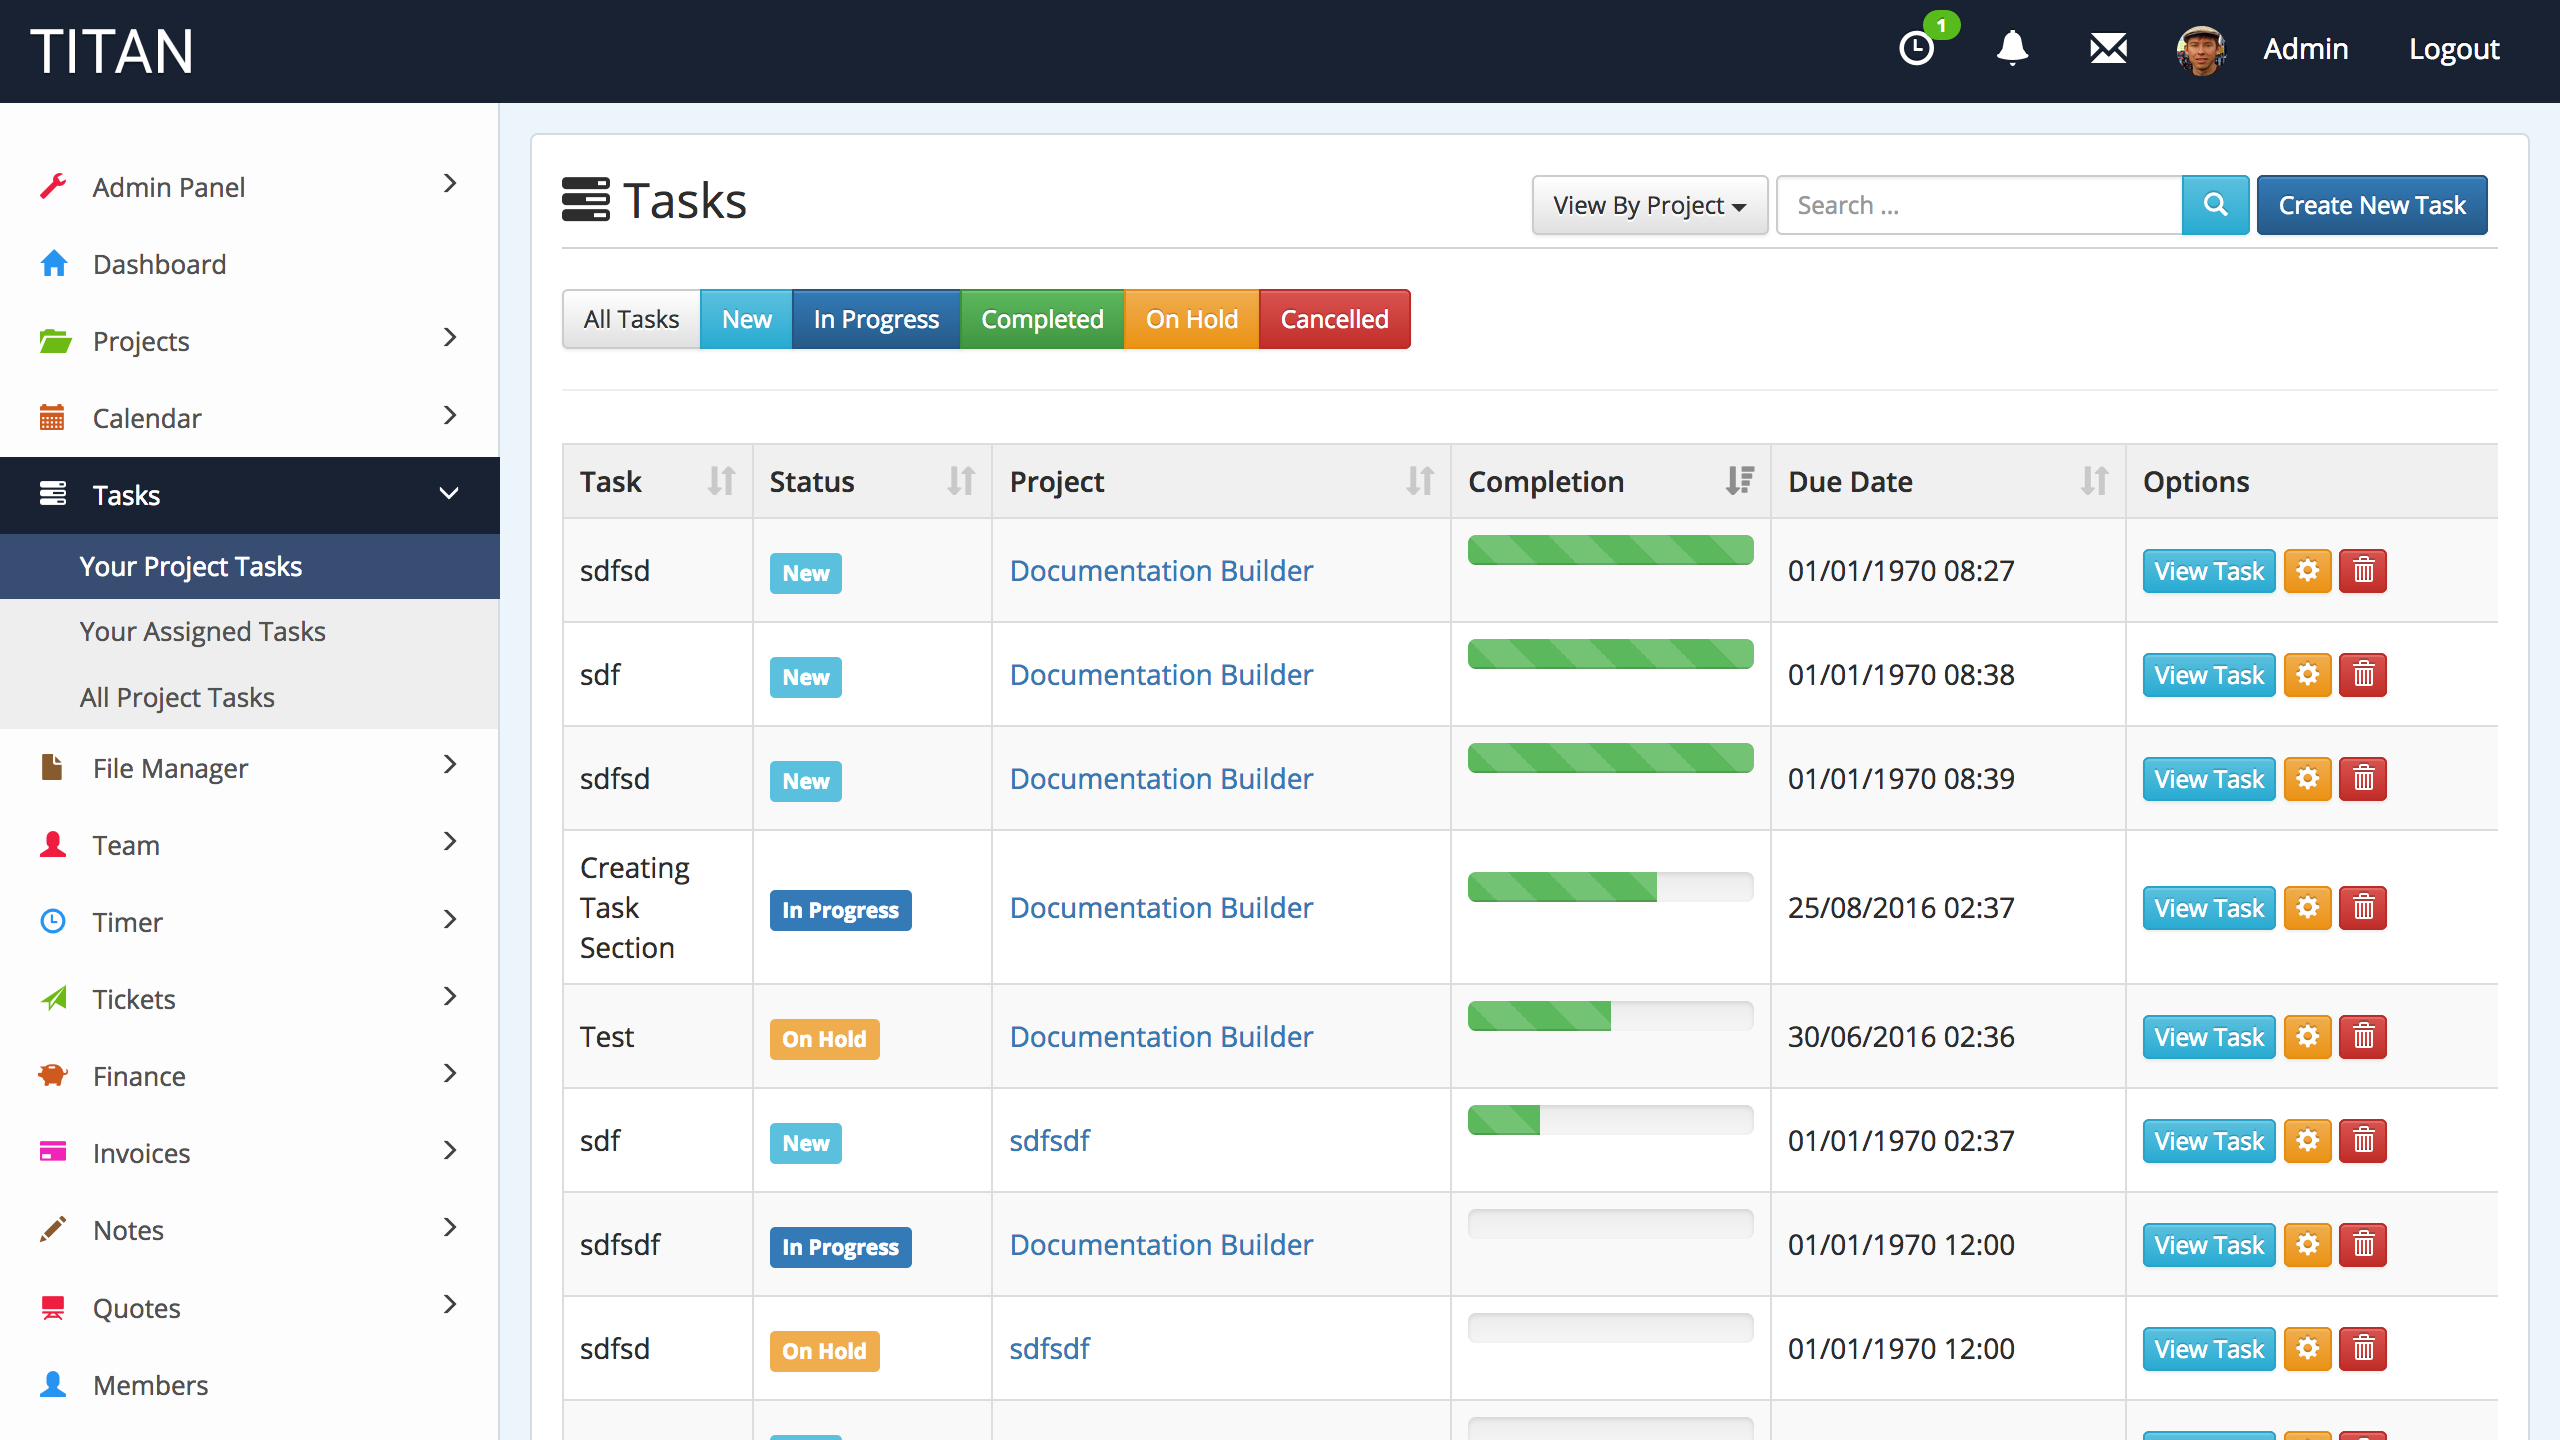 TITAN
1
Admin
Logout
Admin Panel
Dashboard
Projects
Calendar
Tasks
Your Project Tasks
Your Assigned Tasks
All Project Tasks
File Manager
Team
Timer
Tickets
Finance
Invoices
Notes
Quotes
Members
Tasks
View By Project
Search ...
Create New Task
All Tasks
New
In Progress
Completed
On Hold
Cancelled
Task Status Project Completion Due Date Options
sdfsd New Documentation Builder 01/01/1970 08:27 View Task
sdf New Documentation Builder 01/01/1970 08:38 View Task
sdfsd New Documentation Builder 01/01/1970 08:39 View Task
Creating
Task
Section
In Progress Documentation Builder 25/08/2016 02:37 View Task
Test On Hold Documentation Builder 30/06/2016 02:36 View Task
sdf New sdfsdf 01/01/1970 02:37 View Task
sdfsdf In Progress Documentation Builder 01/01/1970 12:00 View Task
sdfsd On Hold sdfsdf 01/01/1970 12:00 View Task